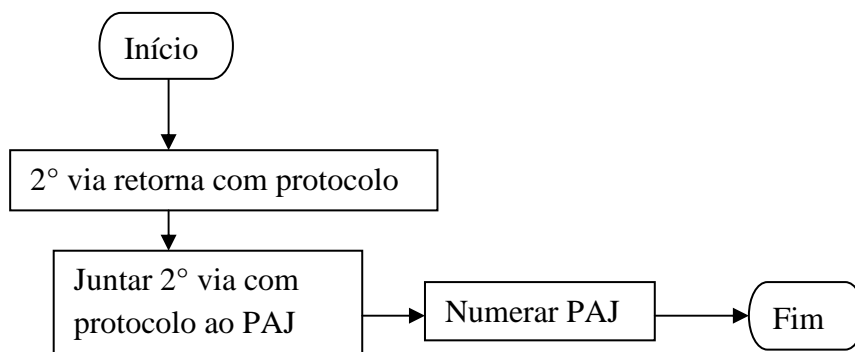 Início
2° via retorna com protocolo
Juntar 2° via com
protocolo ao PAJ
Numerar PAJ
Fim